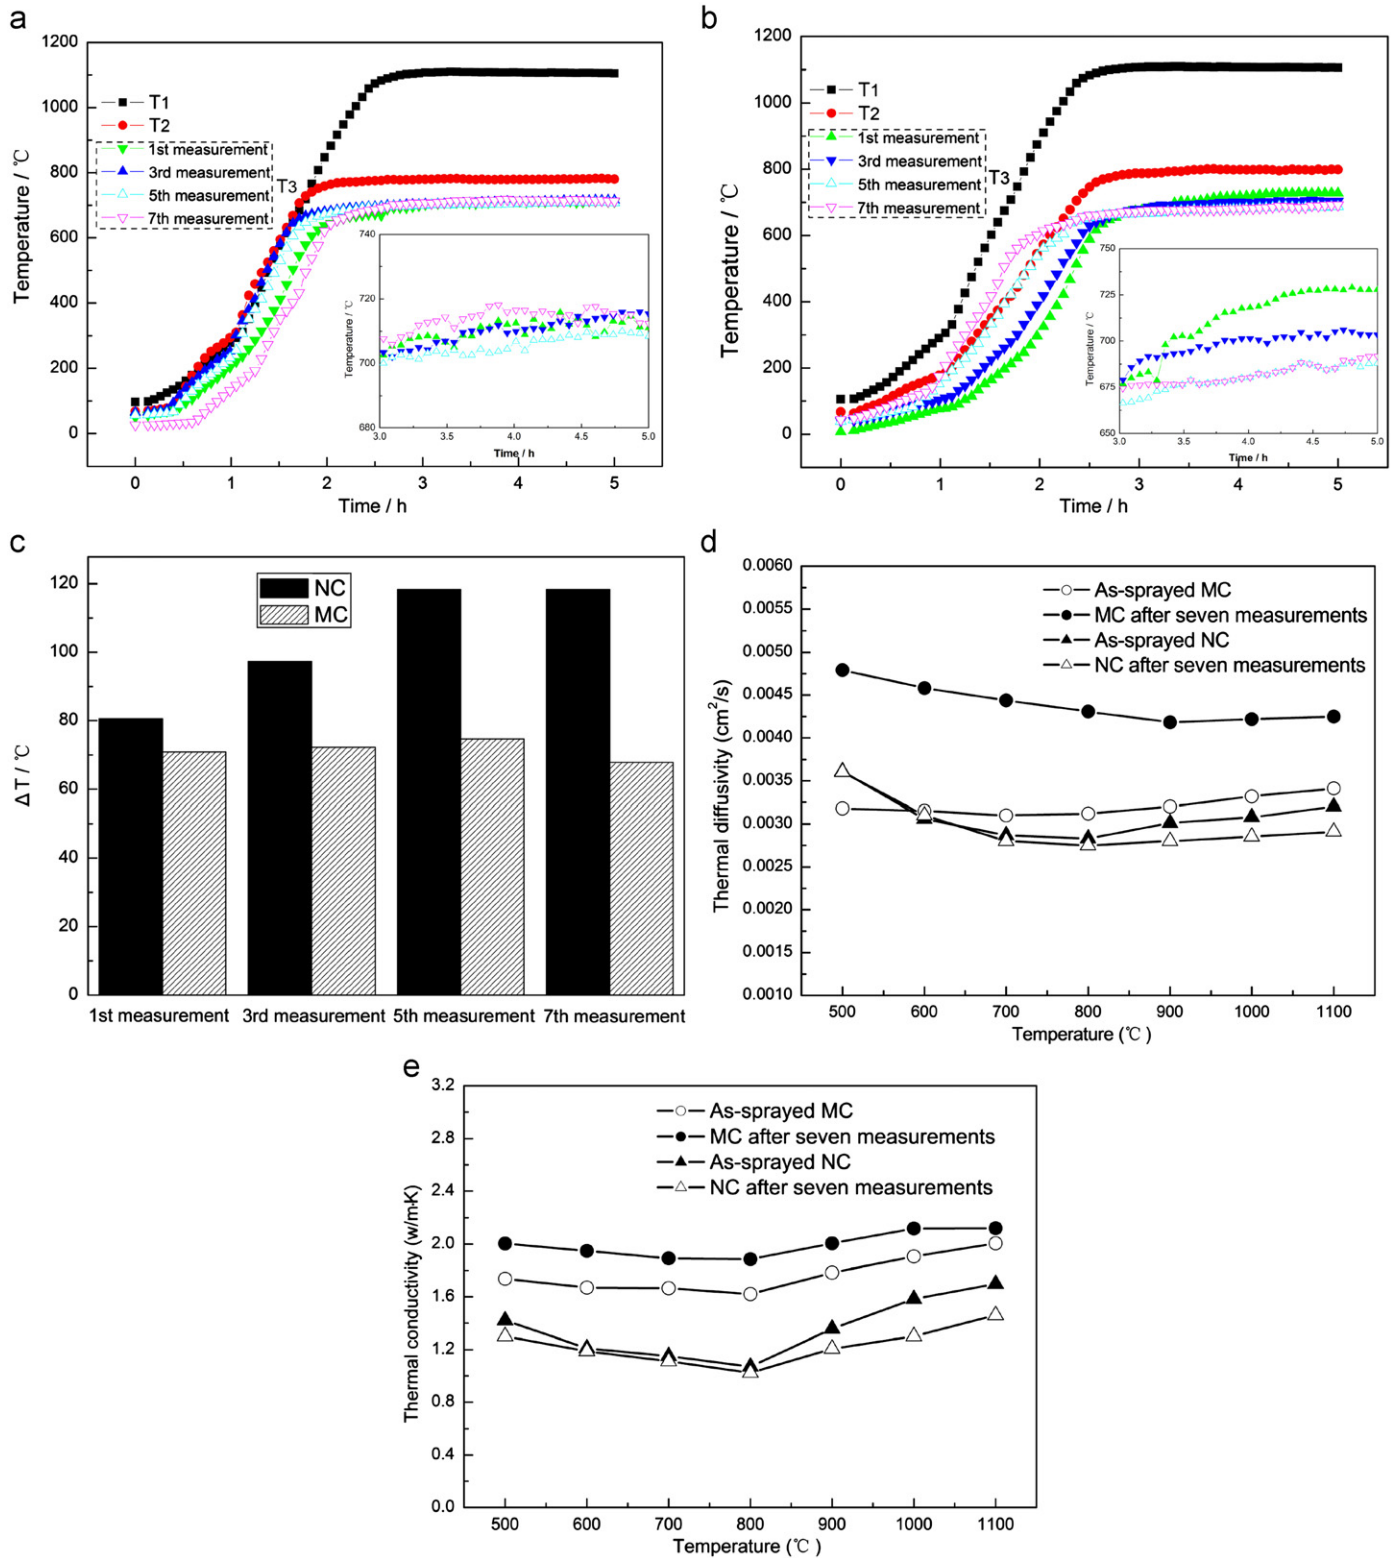 a
1200
1000
800
600
400
200
0
Temperature / ℃
T1
T2
1st measurement
3rd measurement
5th measurement
7th measurement
T3
740
720
700
680
Temperature / ℃
3.0 3.5 4.0 4.5 5.0
Time / h
0 1 2 3 4 5
Time / h
b
1200
1000
800
600
400
200
0
Temperature / ℃
T1
T2
1st measurement
3rd measurement
5th measurement
7th measurement
T3
750
725
700
675
650
Temperature / ℃
3.0 3.5 4.0 4.5 5.0
Time / h
0 1 2 3 4 5
Time / h
c
120
100
80
60
40
20
0
Δ T / ℃
NC
MC
1st measurement 3rd measurement 5th measurement 7th measurement
d
0.0060
0.0055
0.0050
0.0045
0.0040
0.0035
0.0030
0.0025
0.0020
0.0015
0.0010
Thermal diffusivity (cm²/s)
As-sprayed MC
MC after seven measurements
As-sprayed NC
NC after seven measurements
500 600 700 800 900 1000 1100
Temperature (℃ )
e
3.2
2.8
2.4
2.0
1.6
1.2
0.8
0.4
0.0
Thermal conductivity (w/m·K)
As-sprayed MC
MC after seven measurements
As-sprayed NC
NC after seven measurements
500 600 700 800 900 1000 1100
Temperature (℃ )